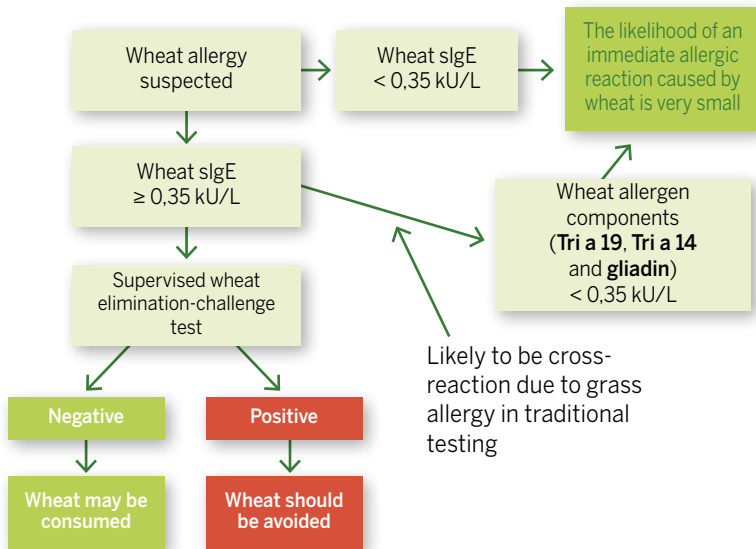 Wheat allergy
suspected
Wheat sIgE
< 0,35 kU/L
The likelihood of an
immediate allergic
reaction caused by
wheat is very small
Wheat sIgE
≥ 0,35 kU/L
Wheat allergen
components
(Tri a 19, Tri a 14
and gliadin)
< 0,35 kU/L
Supervised wheat
elimination-challenge
test
Likely to be cross-
reaction due to grass
allergy in traditional
testing
Negative
Positive
Wheat may be
consumed
Wheat should
be avoided